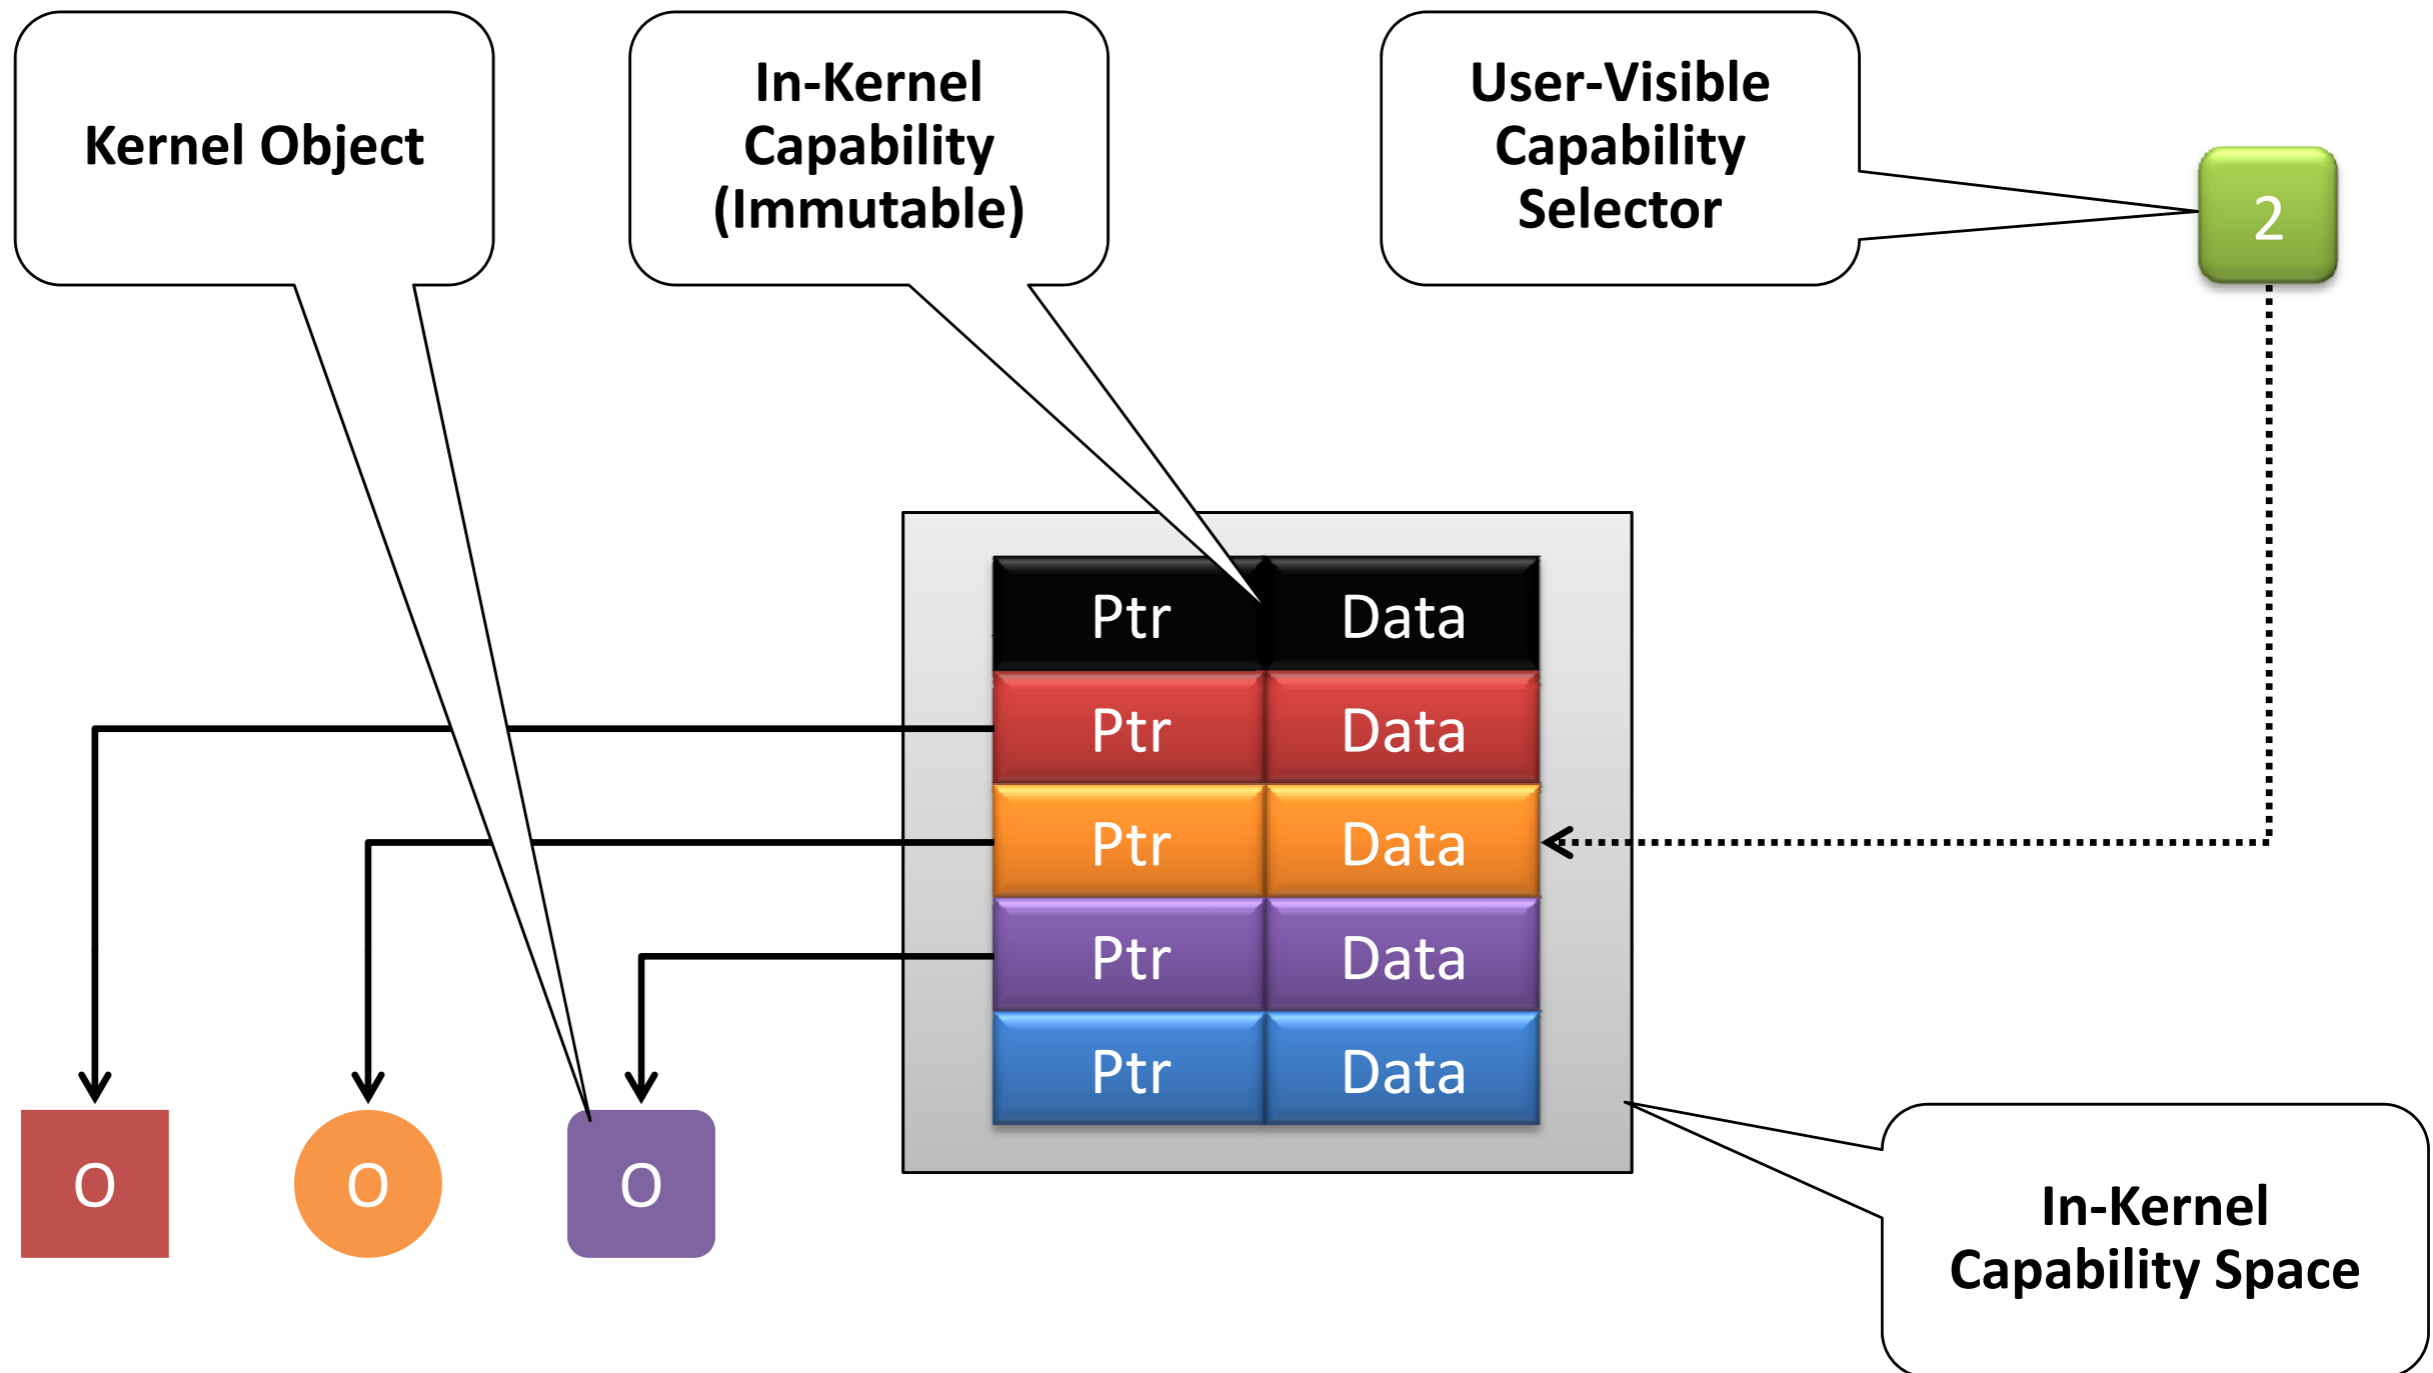 Kernel Object
In-Kernel
Capability
(Immutable)
User-Visible
Capability
Selector
2
Ptr Data
Ptr Data
Ptr Data
Ptr Data
Ptr Data
O O O
In-Kernel
Capability Space